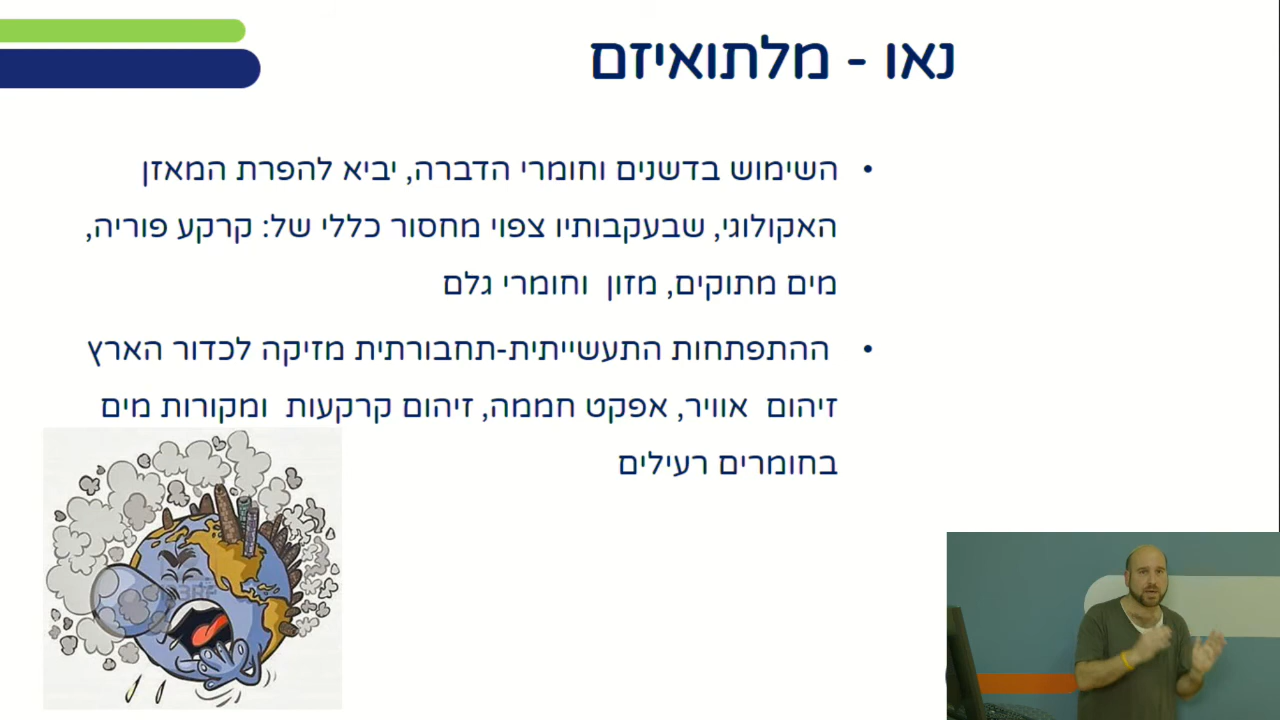 נאו - מלתואיזם
• השימוש בדשנים וחומרי הדברה, יביא להפרת המאזן
האקולוגי, שבעקבותיו צפוי מחסור כללי של: קרקע פוריה,
מים מתוקים, מזון וחומרי גלם
• ההתפתחות התעשייתית-תחבורתית מזיקה לכדור הארץ
זיהום אוויר, אפקט חממה, זיהום קרקעות ומקורות מים
בחומרים רעילים